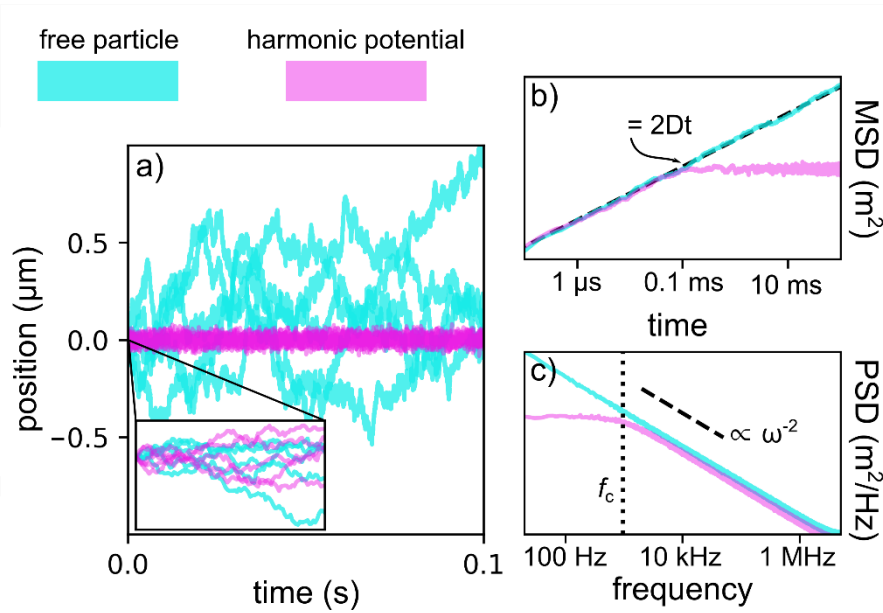 free particle
harmonic potential
a)
position (μm)
0.5
0.0
−0.5
0.0
0.1
time (s)
b)
= 2Dt
MSD (m²)
1 μs
0.1 ms
10 ms
time
c)
∝ ω⁻²
f_c
PSD (m²/Hz)
100 Hz
10 kHz
1 MHz
frequency